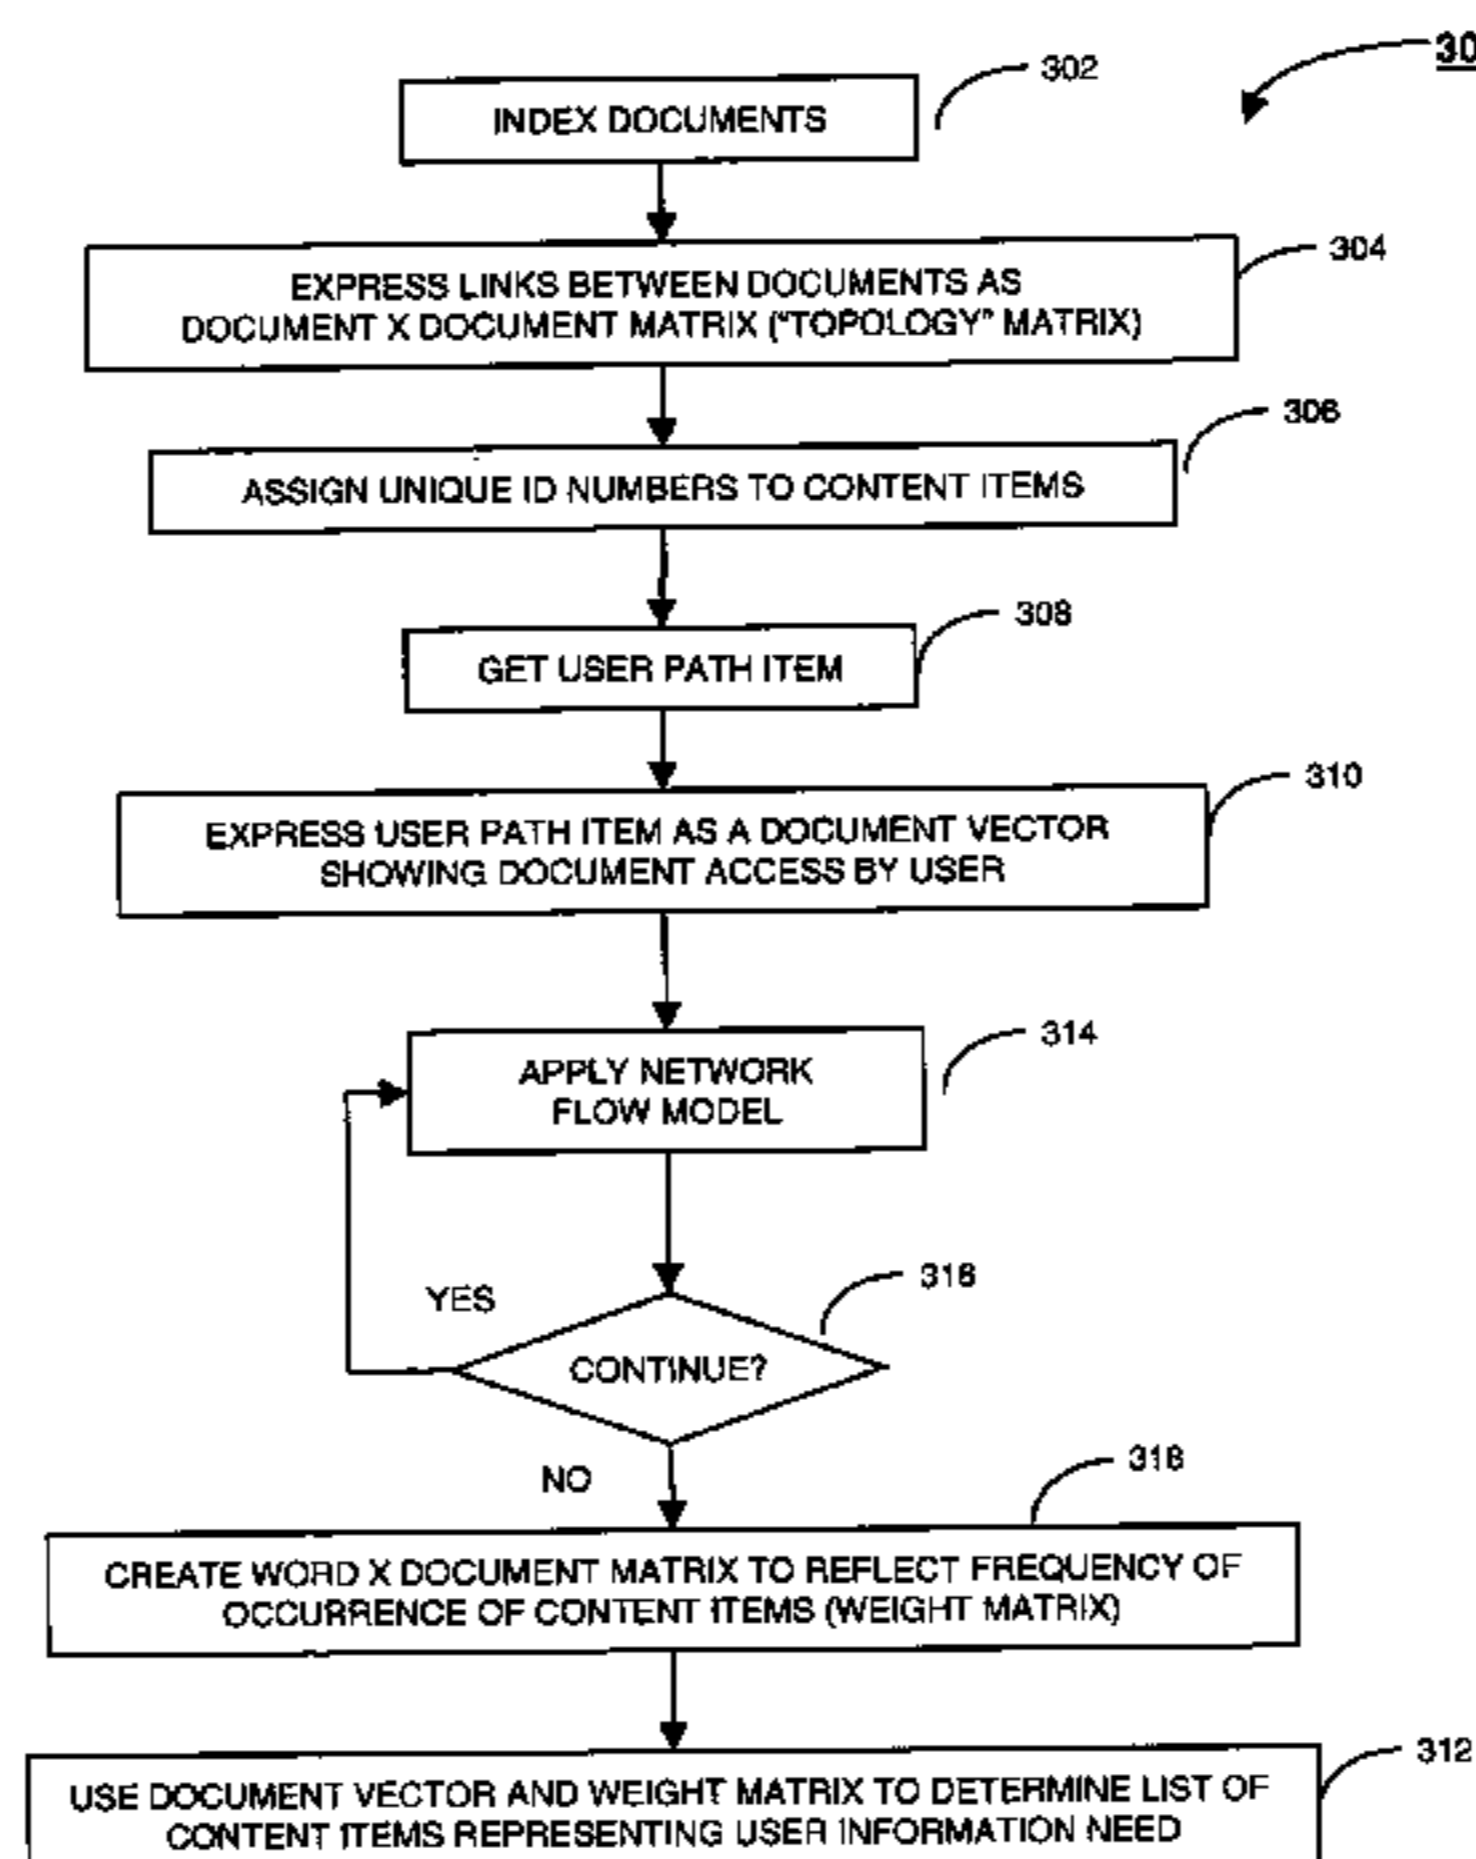 30
302
INDEX DOCUMENTS
304
EXPRESS LINKS BETWEEN DOCUMENTS AS
DOCUMENT X DOCUMENT MATRIX ("TOPOLOGY" MATRIX)
306
ASSIGN UNIQUE ID NUMBERS TO CONTENT ITEMS
308
GET USER PATH ITEM
310
EXPRESS USER PATH ITEM AS A DOCUMENT VECTOR
SHOWING DOCUMENT ACCESS BY USER
314
APPLY NETWORK
FLOW MODEL
316
YES
CONTINUE?
NO
318
CREATE WORD X DOCUMENT MATRIX TO REFLECT FREQUENCY OF
OCCURRENCE OF CONTENT ITEMS (WEIGHT MATRIX)
312
USE DOCUMENT VECTOR AND WEIGHT MATRIX TO DETERMINE LIST OF
CONTENT ITEMS REPRESENTING USER INFORMATION NEED